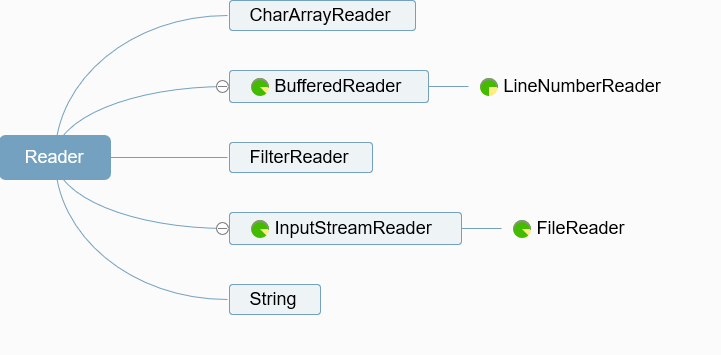 CharArrayReader
BufferedReader
LineNumberReader
Reader
FilterReader
InputStreamReader
FileReader
String